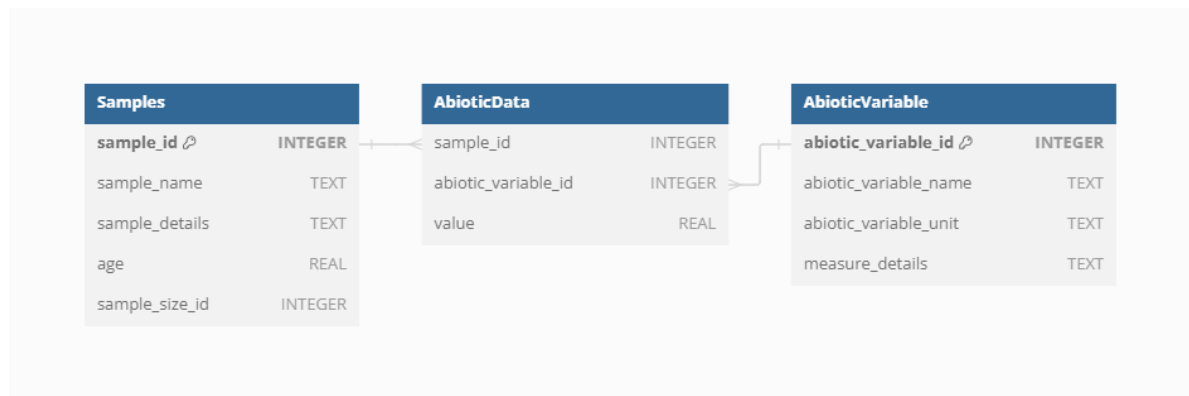 Samples
sample_id INTEGER
sample_name TEXT
sample_details TEXT
age REAL
sample_size_id INTEGER
AbioticData
sample_id INTEGER
abiotic_variable_id INTEGER
value REAL
AbioticVariable
abiotic_variable_id INTEGER
abiotic_variable_name TEXT
abiotic_variable_unit TEXT
measure_details TEXT